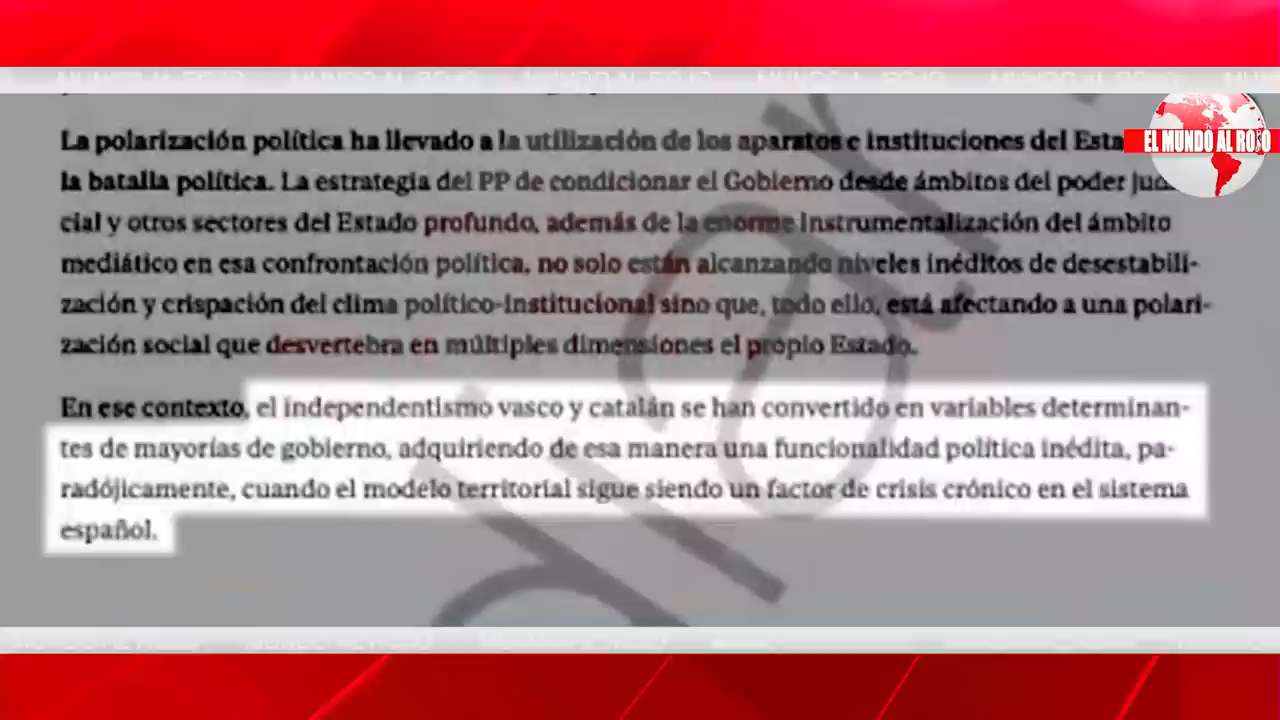 MUNDO AL ROJO
EL MUNDO AL ROJO
La polarización política ha llevado a la utilización de los aparatos e instituciones del Esta
la batalla política. La estrategia del PP de condicionar el Gobierno desde ámbitos del poder judi
cial y otros sectores del Estado profundo, además de la enorme instrumentalización del ámbito
mediático en esa confrontación política, no solo están alcanzando niveles inéditos de desestabili-
zación y crispación del clima político-institucional sino que, todo ello, está afectando a una polari-
zación social que desvertebra en múltiples dimensiones el propio Estado.
En ese contexto, el independentismo vasco y catalán se han convertido en variables determinan-
tes de mayorías de gobierno, adquiriendo de esa manera una funcionalidad política inédita, pa-
radójicamente, cuando el modelo territorial sigue siendo un factor de crisis crónico en el sistema
español.